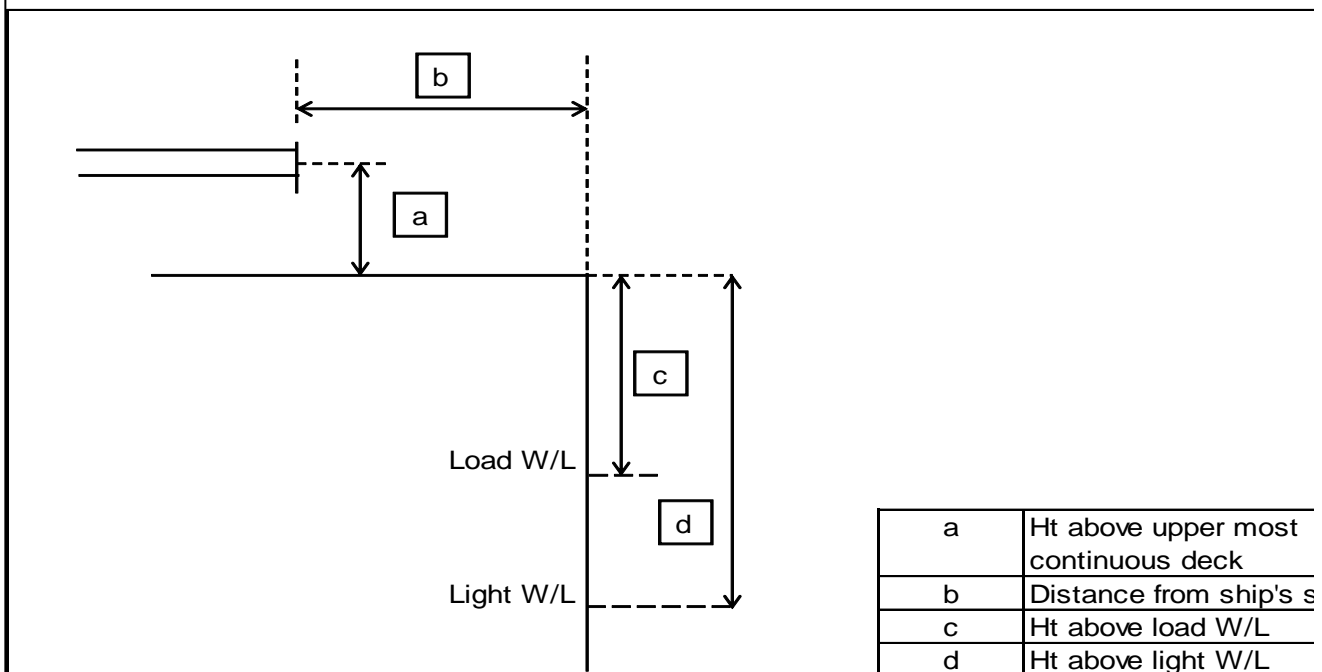 b
a
c
Load W/L
d
Light W/L
a Ht above upper most
continuous deck
b Distance from ship's s
c Ht above load W/L
d Ht above light W/L